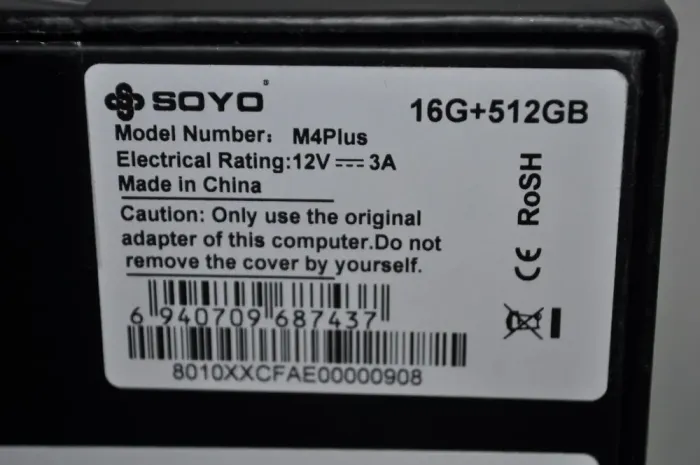 SOYO®
16G+512GB
Model Number: M4Plus
Electrical Rating:12V⎓3A
Made in China
Caution: Only use the original
adapter of this computer.Do not
remove the cover by yourself.
CE RoSH
6 940709 687437
8010XXCFAE00000908